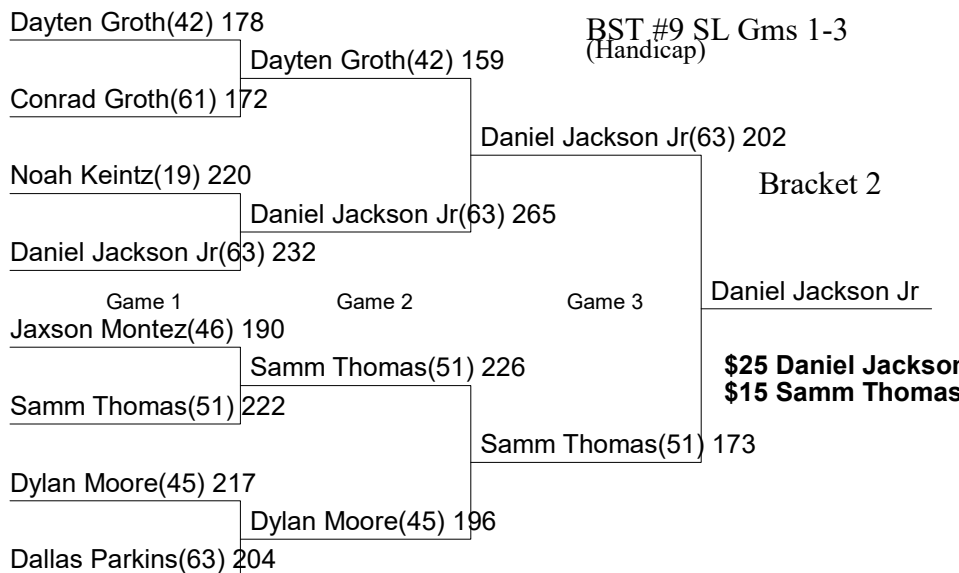 Dayten Groth(42) 178
BST #9 SL Gms 1-3
(Handicap)
Dayten Groth(42) 159
Conrad Groth(61) 172
Daniel Jackson Jr(63) 202
Noah Keintz(19) 220
Bracket 2
Daniel Jackson Jr(63) 265
Daniel Jackson Jr(63) 232
Game 1
Game 2
Game 3
Daniel Jackson Jr
Jaxson Montez(46) 190
Samm Thomas(51) 226
$25 Daniel Jackson
$15 Samm Thomas
Samm Thomas(51) 222
Samm Thomas(51) 173
Dylan Moore(45) 217
Dylan Moore(45) 196
Dallas Parkins(63) 204